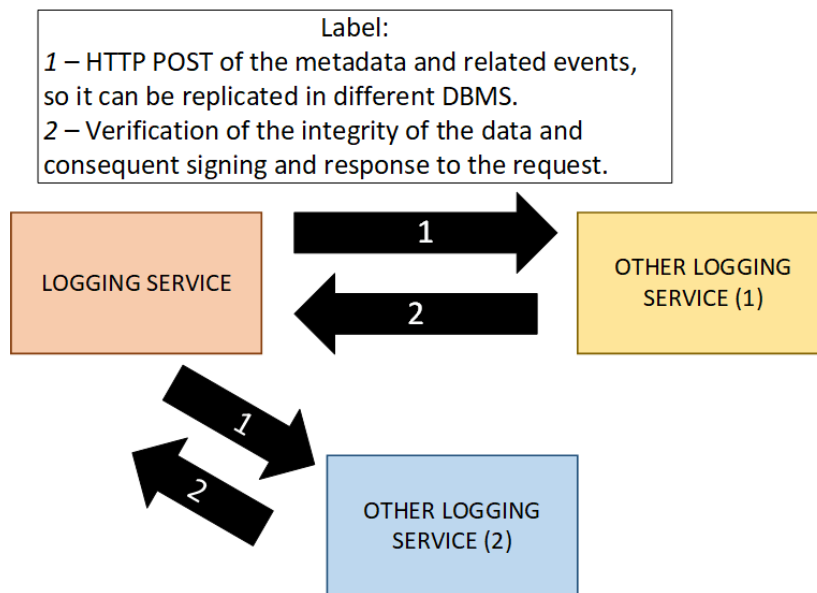 Label:
1 – HTTP POST of the metadata and related events,
so it can be replicated in different DBMS.
2 – Verification of the integrity of the data and
consequent signing and response to the request.
LOGGING SERVICE
1
2
OTHER LOGGING
SERVICE (1)
1
2
OTHER LOGGING
SERVICE (2)